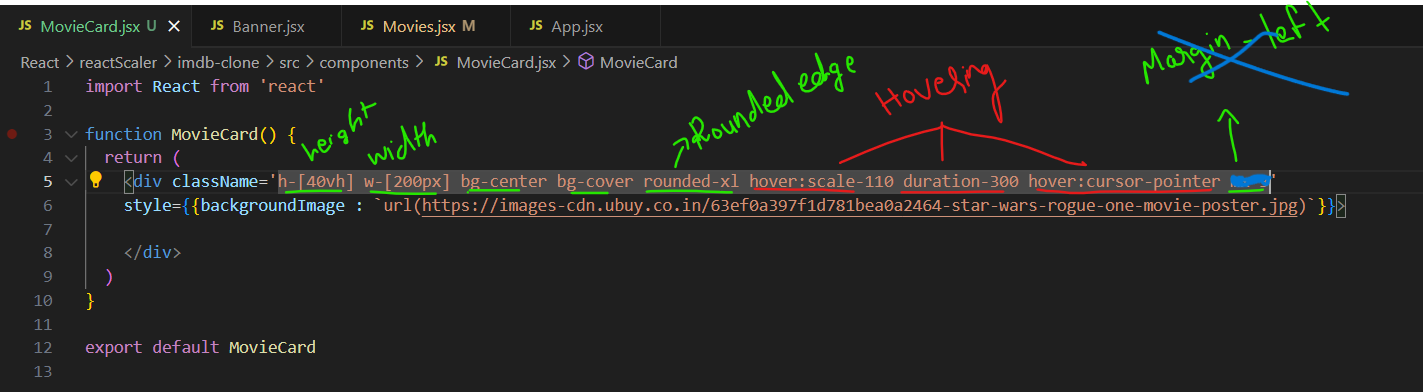 JS MovieCard.jsx U × JS Banner.jsx JS Movies.jsx M JS App.jsx
React > reactScaler > imdb-clone > src > components > JS MovieCard.jsx > MovieCard
Margin-left
Rounded edge
Hoveling
height
width
1 import React from 'react'
2
3 function MovieCard() {
4 return (
5 <div className='h-[40vh] w-[200px] bg-center bg-cover rounded-xl hover:scale-110 duration-300 hover:cursor-pointer '
6 style={{backgroundImage : `url(https://images-cdn.ubuy.co.in/63ef0a397f1d781bea0a2464-star-wars-rogue-one-movie-poster.jpg)`}}>
7
8 </div>
9 )
10 }
11
12 export default MovieCard
13